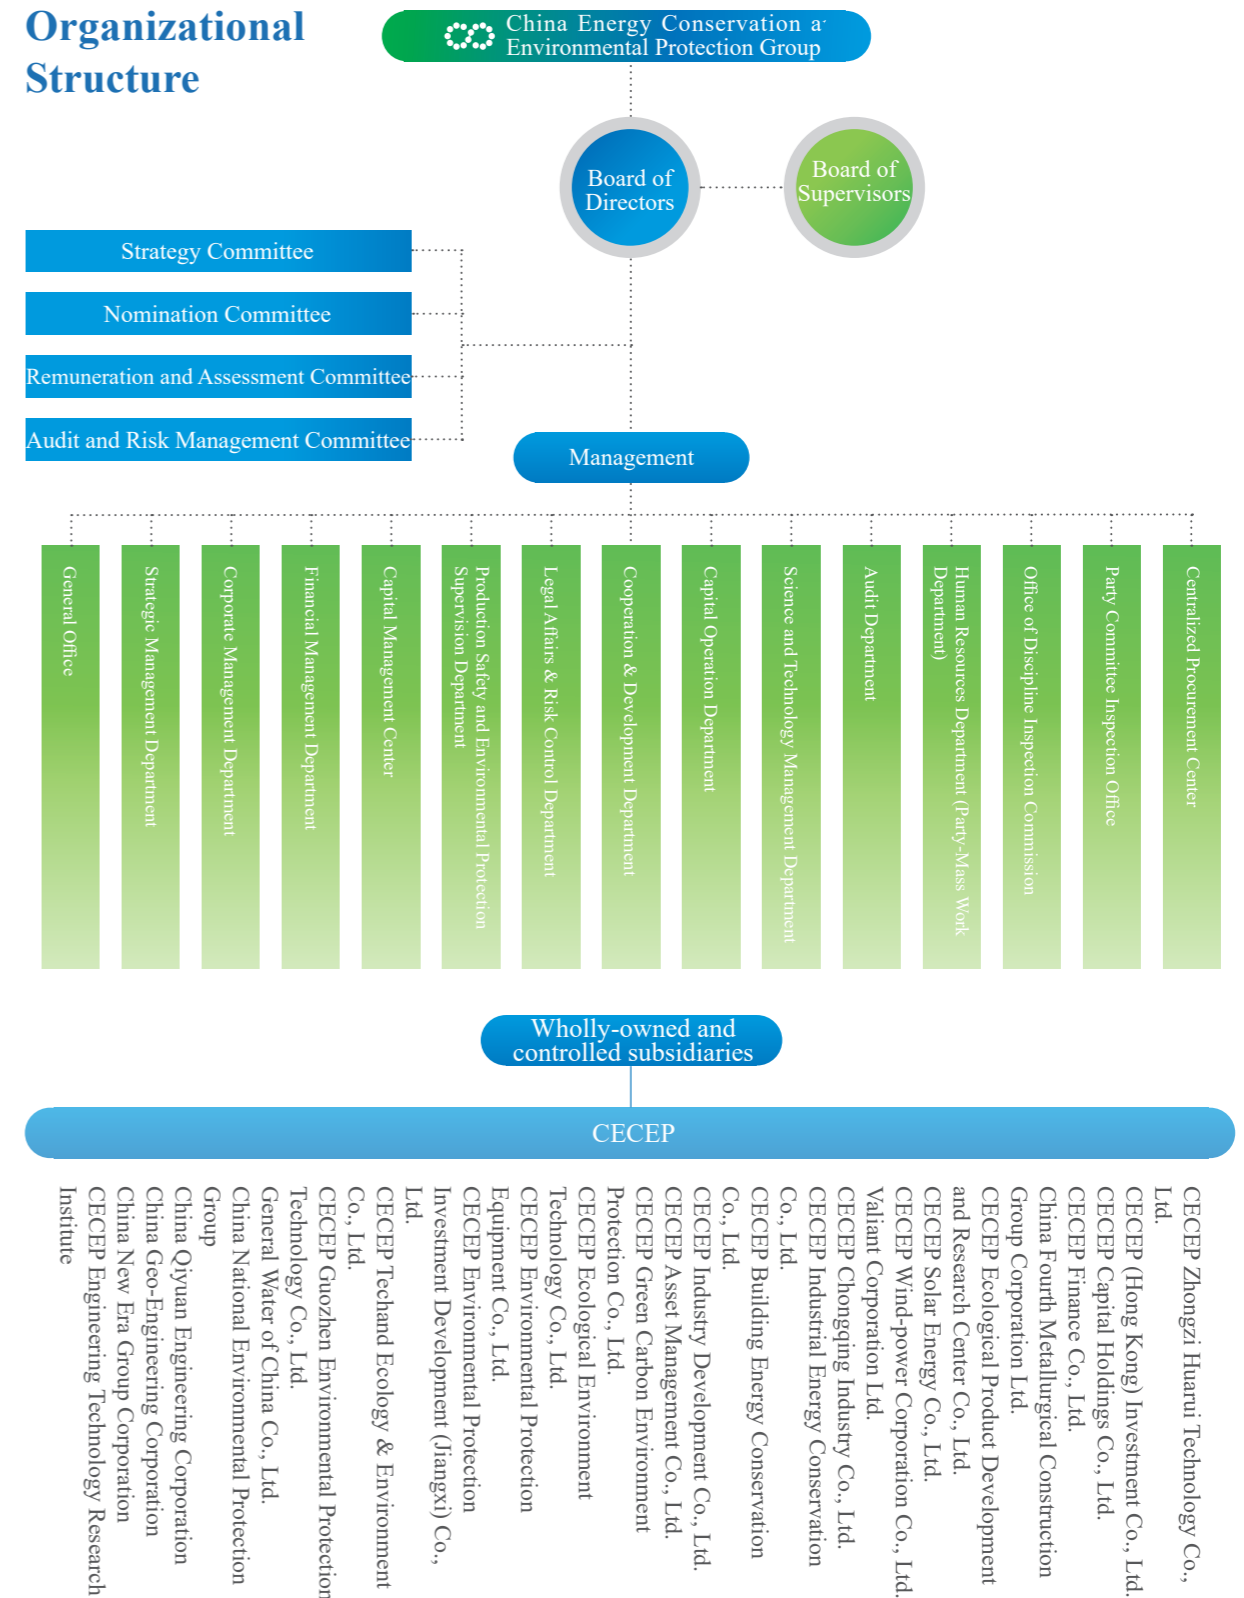 Organizational
Structure
China Energy Conservation a
Environmental Protection Group
Board of
Directors
Board of
Supervisors
Strategy Committee
Nomination Committee
Remuneration and Assessment Committee
Audit and Risk Management Committee
Management
General Office
Strategic Management Department
Corporate Management Department
Financial Management Department
Capital Management Center
Production Safety and Environmental Protection
Supervision Department
Legal Affairs & Risk Control Department
Cooperation & Development Department
Capital Operation Department
Science and Technology Management Department
Audit Department
Human Resources Department (Party-Mass Work
Department)
Office of Discipline Inspection Commission
Party Committee Inspection Office
Centralized Procurement Center
Wholly-owned and
controlled subsidiaries
CECEP
CECEP Zhongzi Huarui Technology Co.,
Ltd.
CECEP (Hong Kong) Investment Co., Ltd.
CECEP Capital Holdings Co., Ltd.
CECEP Finance Co., Ltd.
China Fourth Metallurgical Construction
Group Corporation Ltd.
CECEP Ecological Product Development
and Research Center Co., Ltd.
CECEP Solar Energy Co., Ltd.
CECEP Wind-power Corporation Co., Ltd.
Valiant Corporation Ltd.
CECEP Chongqing Industry Co., Ltd.
CECEP Industrial Energy Conservation
Co., Ltd.
CECEP Building Energy Conservation
Co., Ltd.
CECEP Industry Development Co., Ltd.
CECEP Asset Management Co., Ltd.
CECEP Green Carbon Environment
Protection Co., Ltd.
CECEP Ecological Environment
Technology Co., Ltd.
CECEP Environmental Protection
Equipment Co., Ltd.
CECEP Environmental Protection
Investment Development (Jiangxi) Co.,
Ltd.
CECEP Techand Ecology & Environment
Co., Ltd.
CECEP Guozhen Environmental Protection
Technology Co., Ltd.
General Water of China Co., Ltd.
China National Environmental Protection
Group
China Qiyuan Engineering Corporation
China Geo-Engineering Corporation
China New Era Group Corporation
CECEP Engineering Technology Research
Institute